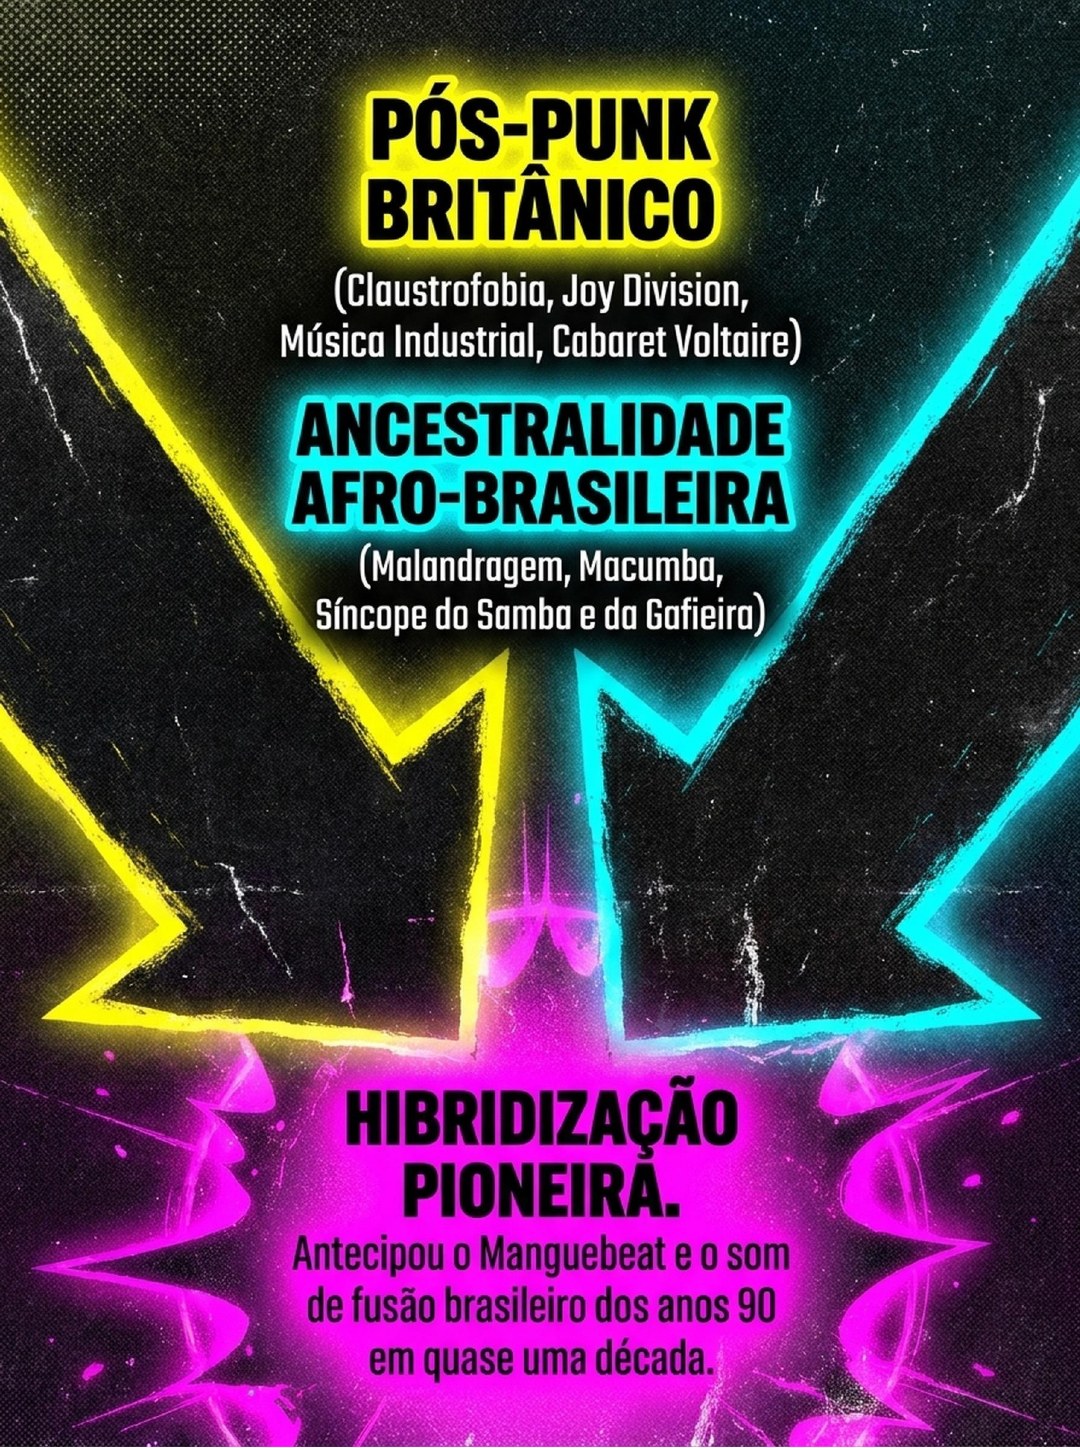 PÓS-PUNK
BRITÂNICO
(Claustrofobia, Joy Division,
Música Industrial, Cabaret Voltaire)
ANCESTRALIDADE
AFRO-BRASILEIRA
(Malandragem, Macumba,
Síncope do Samba e da Gafieira)
HIBRIDIZAÇÃO
PIONEIRA.
Antecipou o Manguebeat e o som
de fusão brasileiro dos anos 90
em quase uma década.